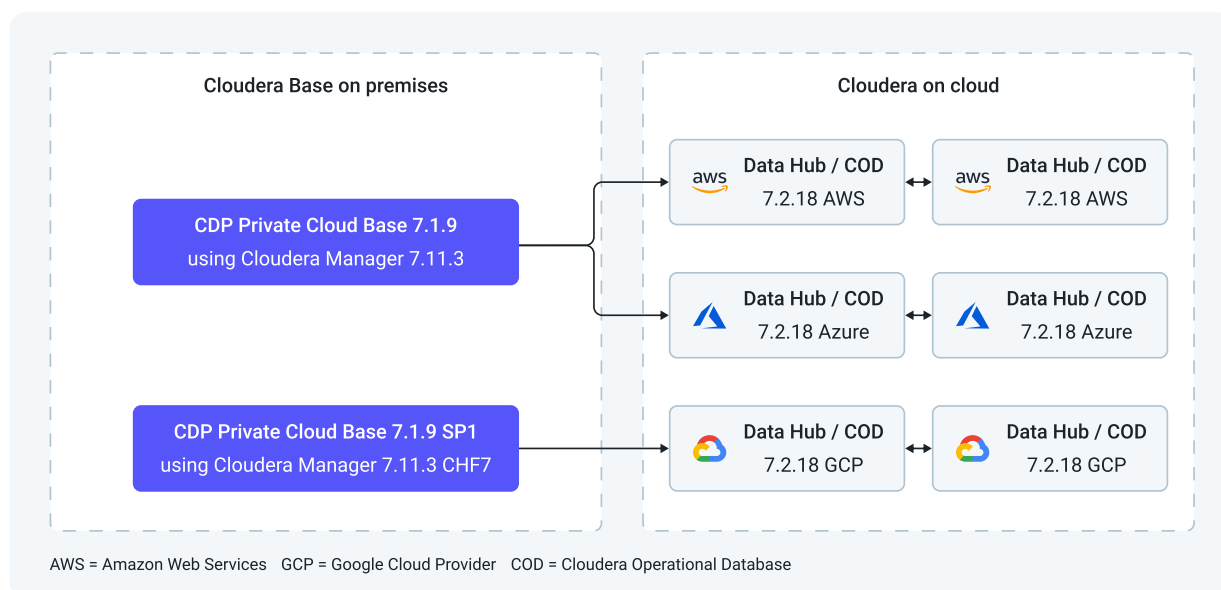 Cloudera Base on premises
CDP Private Cloud Base 7.1.9
using Cloudera Manager 7.11.3
CDP Private Cloud Base 7.1.9 SP1
using Cloudera Manager 7.11.3 CHF7
Cloudera on cloud
aws
Data Hub / COD
7.2.18 AWS
aws
Data Hub / COD
7.2.18 AWS
Data Hub / COD
7.2.18 Azure
Data Hub / COD
7.2.18 Azure
Data Hub / COD
7.2.18 GCP
Data Hub / COD
7.2.18 GCP
AWS = Amazon Web Services GCP = Google Cloud Provider COD = Cloudera Operational Database